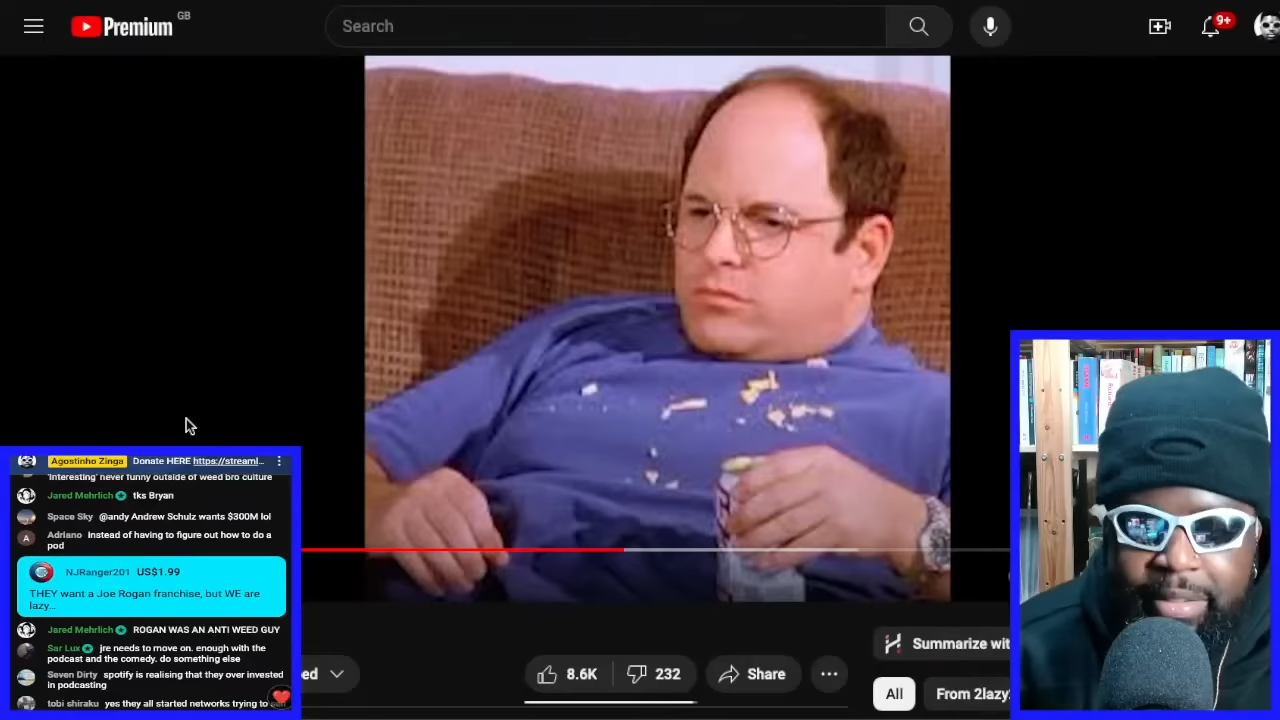 Premium GB
Search
9+
Agostinho Zinga Donate HERE https://streaml...
'interesting' never funny outside of weed bro culture
Jared Mehrlich tks Bryan
Space Sky @andy Andrew Schulz wants $300M lol
A Adriano instead of having to figure out how to do a
pod
NJRanger201 US$1.99
THEY want a Joe Rogan franchise, but WE are
lazy...
Jared Mehrlich ROGAN WAS AN ANTI WEED GUY
Sar Lux jre needs to move on. enough with the
podcast and the comedy. do something else
Seven Dirty spotify is realising that they over invested
in podcasting
tobi shiraku yes they all started networks trying to
ed
8.6K
232
Share
Summarize wit
All
From 2lazy